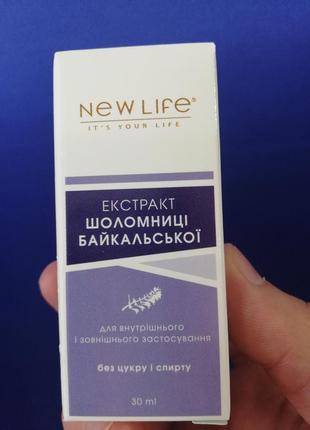 NEW LIFE®
IT'S YOUR LIFE
ЕКСТРАКТ
ШОЛОМНИЦІ
БАЙКАЛЬСЬКОЇ
для внутрішнього
і зовнішнього застосування
без цукру і спирту
30 ml